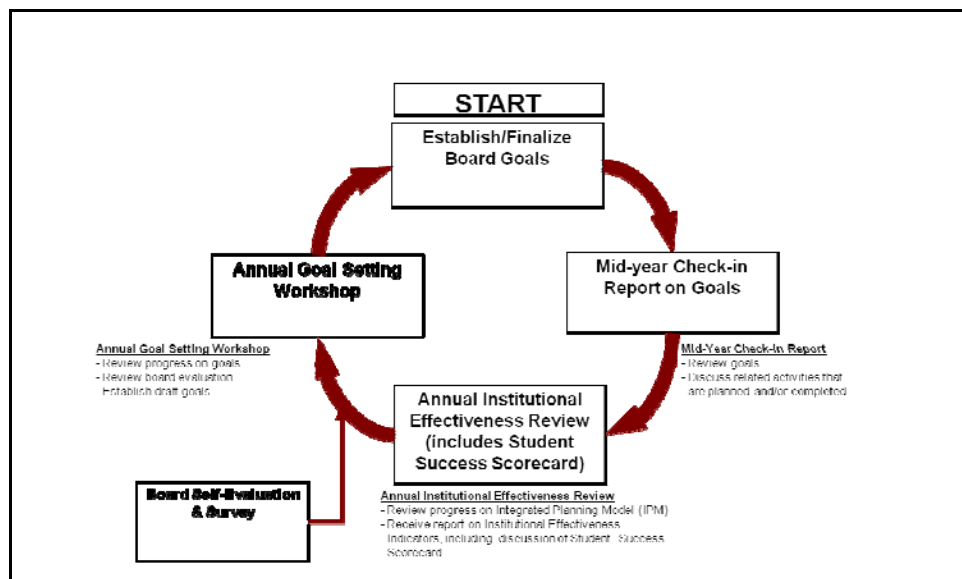 START
Establish/Finalize
Board Goals
Annual Goal Setting
Workshop
Mid-year Check-in
Report on Goals
Annual Goal Setting Workshop
- Review progress on goals
- Review board evaluation
Establish draft goals
Mid-Year Check-In Report
- Review goals
- Discuss related activities that
are planned and/or completed
Annual Institutional
Effectiveness Review
(includes Student
Success Scorecard)
Board Self-Evaluation
& Survey
Annual Institutional Effectiveness Review
- Review progress on Integrated Planning Model (IPM)
- Receive report on Institutional Effectiveness
Indicators, including discussion of Student Success
Scorecard